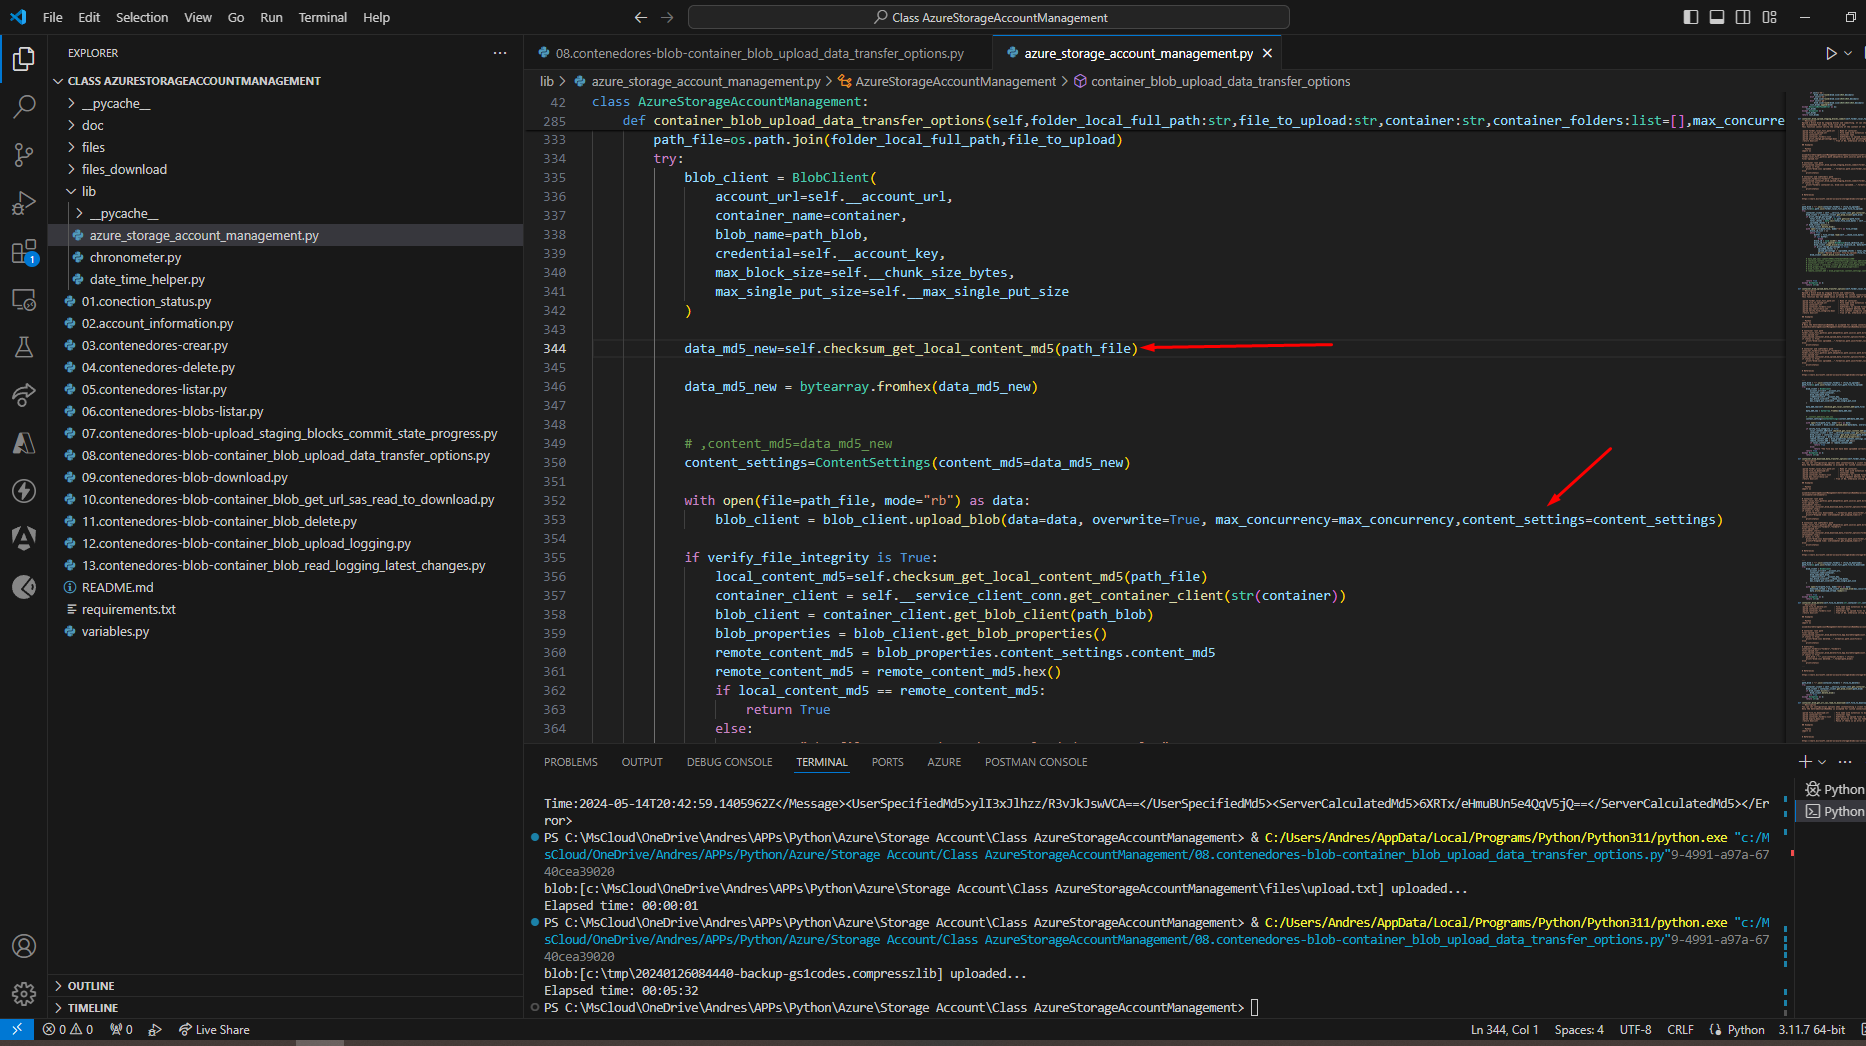 File Edit Selection View Go Run Terminal Help
Class AzureStorageAccountManagement
EXPLORER
CLASS AZURESTORAGEACCOUNTMANAGEMENT
__pycache__
doc
files
files_download
lib
__pycache__
azure_storage_account_management.py
chronometer.py
date_time_helper.py
01.conection_status.py
02.account_information.py
03.contenedores-crear.py
04.contenedores-delete.py
05.contenedores-listar.py
06.contenedores-blobs-listar.py
07.contenedores-blob-upload_staging_blocks_commit_state_progress.py
08.contenedores-blob-container_blob_upload_data_transfer_options.py
09.contenedores-blob-download.py
10.contenedores-blob-container_blob_get_url_sas_read_to_download.py
11.contenedores-blob-container_blob_delete.py
12.contenedores-blob-container_blob_upload_logging.py
13.contenedores-blob-container_blob_read_logging_latest_changes.py
README.md
requirements.txt
variables.py
OUTLINE
TIMELINE
08.contenedores-blob-container_blob_upload_data_transfer_options.py
azure_storage_account_management.py
lib > azure_storage_account_management.py > AzureStorageAccountManagement > container_blob_upload_data_transfer_options
42 class AzureStorageAccountManagement:
285 def container_blob_upload_data_transfer_options(self,folder_local_full_path:str,file_to_upload:str,container:str,container_folders:list=[],max_concurre
333 path_file=os.path.join(folder_local_full_path,file_to_upload)
334 try:
335 blob_client = BlobClient(
336 account_url=self.__account_url,
337 container_name=container,
338 blob_name=path_blob,
339 credential=self.__account_key,
340 max_block_size=self.__chunk_size_bytes,
341 max_single_put_size=self.__max_single_put_size
342 )
343
344 data_md5_new=self.checksum_get_local_content_md5(path_file)
345
346 data_md5_new = bytearray.fromhex(data_md5_new)
347
348
349 # ,content_md5=data_md5_new
350 content_settings=ContentSettings(content_md5=data_md5_new)
351
352 with open(file=path_file, mode="rb") as data:
353 blob_client = blob_client.upload_blob(data=data, overwrite=True, max_concurrency=max_concurrency,content_settings=content_settings)
354
355 if verify_file_integrity is True:
356 local_content_md5=self.checksum_get_local_content_md5(path_file)
357 container_client = self.__service_client_conn.get_container_client(str(container))
358 blob_client = container_client.get_blob_client(path_blob)
359 blob_properties = blob_client.get_blob_properties()
360 remote_content_md5 = blob_properties.content_settings.content_md5
361 remote_content_md5 = remote_content_md5.hex()
362 if local_content_md5 == remote_content_md5:
363 return True
364 else:
PROBLEMS OUTPUT DEBUG CONSOLE TERMINAL PORTS AZURE POSTMAN CONSOLE
Time:2024-05-14T20:42:59.1405962Z</Message><UserSpecifiedMd5>ylI3xJlhzz/R3vJkJswVCA==</UserSpecifiedMd5><ServerCalculatedMd5>6XRTx/eHmuBUn5e4QqV5jQ==</ServerCalculatedMd5></Er
ror>
PS C:\MsCloud\OneDrive\Andres\APPs\Python\Azure\Storage Account\Class AzureStorageAccountManagement> & C:/Users/Andres/AppData/Local/Programs/Python/Python311/python.exe "c:/M
sCloud/OneDrive/Andres/APPs/Python/Azure/Storage Account/Class AzureStorageAccountManagement/08.contenedores-blob-container_blob_upload_data_transfer_options.py"9-4991-a97a-67
40cea39020
blob:[c:\MsCloud\OneDrive\Andres\APPs\Python\Azure\Storage Account\Class AzureStorageAccountManagement\files\upload.txt] uploaded...
Elapsed time: 00:00:01
PS C:\MsCloud\OneDrive\Andres\APPs\Python\Azure\Storage Account\Class AzureStorageAccountManagement> & C:/Users/Andres/AppData/Local/Programs/Python/Python311/python.exe "c:/M
sCloud/OneDrive/Andres/APPs/Python/Azure/Storage Account/Class AzureStorageAccountManagement/08.contenedores-blob-container_blob_upload_data_transfer_options.py"9-4991-a97a-67
40cea39020
blob:[c:\tmp\20240126084440-backup-gs1codes.compresszlib] uploaded...
Elapsed time: 00:05:32
PS C:\MsCloud\OneDrive\Andres\APPs\Python\Azure\Storage Account\Class AzureStorageAccountManagement>
Python
Python
1
0 0 0 Live Share
Ln 344, Col 1 Spaces: 4 UTF-8 CRLF Python 3.11.7 64-bit